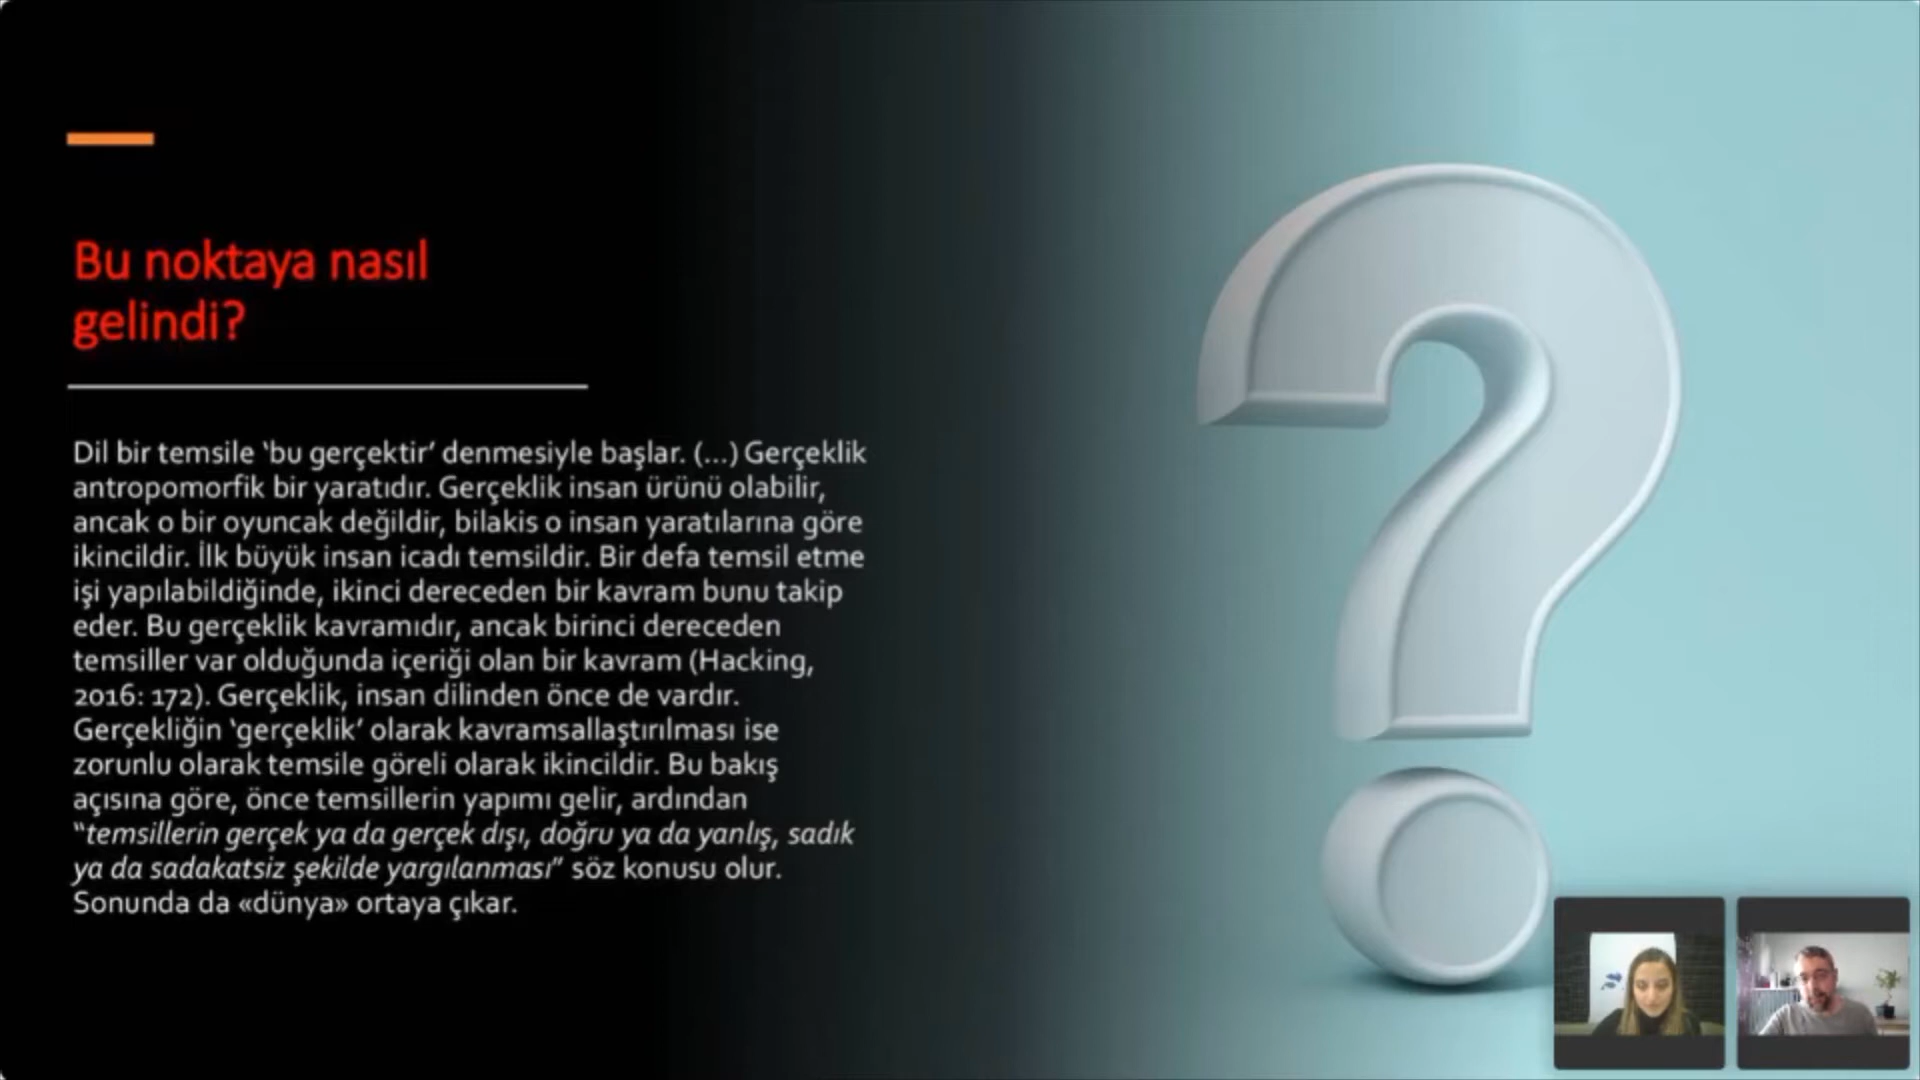 Bu noktaya nasıl
gelindi?
Dil bir temsile ‘bu gerçektir’ denmesiyle başlar. (…) Gerçeklik
antropomorfik bir yaratıdır. Gerçeklik insan ürünü olabilir,
ancak o bir oyuncak değildir, bilakis o insan yaratılarına göre
ikincildir. İlk büyük insan icadı temsildir. Bir defa temsil etme
işi yapılabildiğinde, ikinci dereceden bir kavram bunu takip
eder. Bu gerçeklik kavramıdır, ancak birinci dereceden
temsiller var olduğunda içeriği olan bir kavram (Hacking,
2016: 172). Gerçeklik, insan dilinden önce de vardır.
Gerçekliğin ‘gerçeklik’ olarak kavramsallaştırılması ise
zorunlu olarak temsile göreli olarak ikincildir. Bu bakış
açısına göre, önce temsillerin yapımı gelir, ardından
“temsillerin gerçek ya da gerçek dışı, doğru ya da yanlış, sadık
ya da sadakatsiz şekilde yargılanması” söz konusu olur.
Sonunda da «dünya» ortaya çıkar.